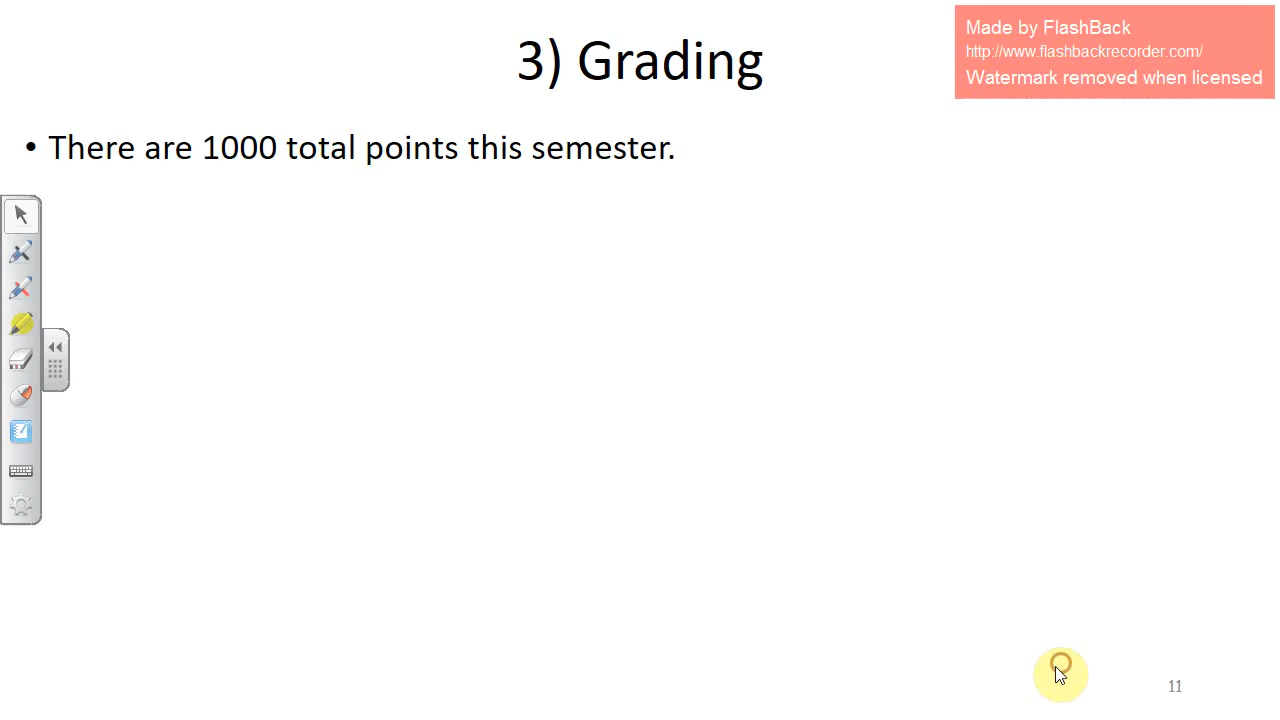 Made by FlashBack
http://www.flashbackrecorder.com/
Watermark removed when licensed
3) Grading
• There are 1000 total points this semester.
11